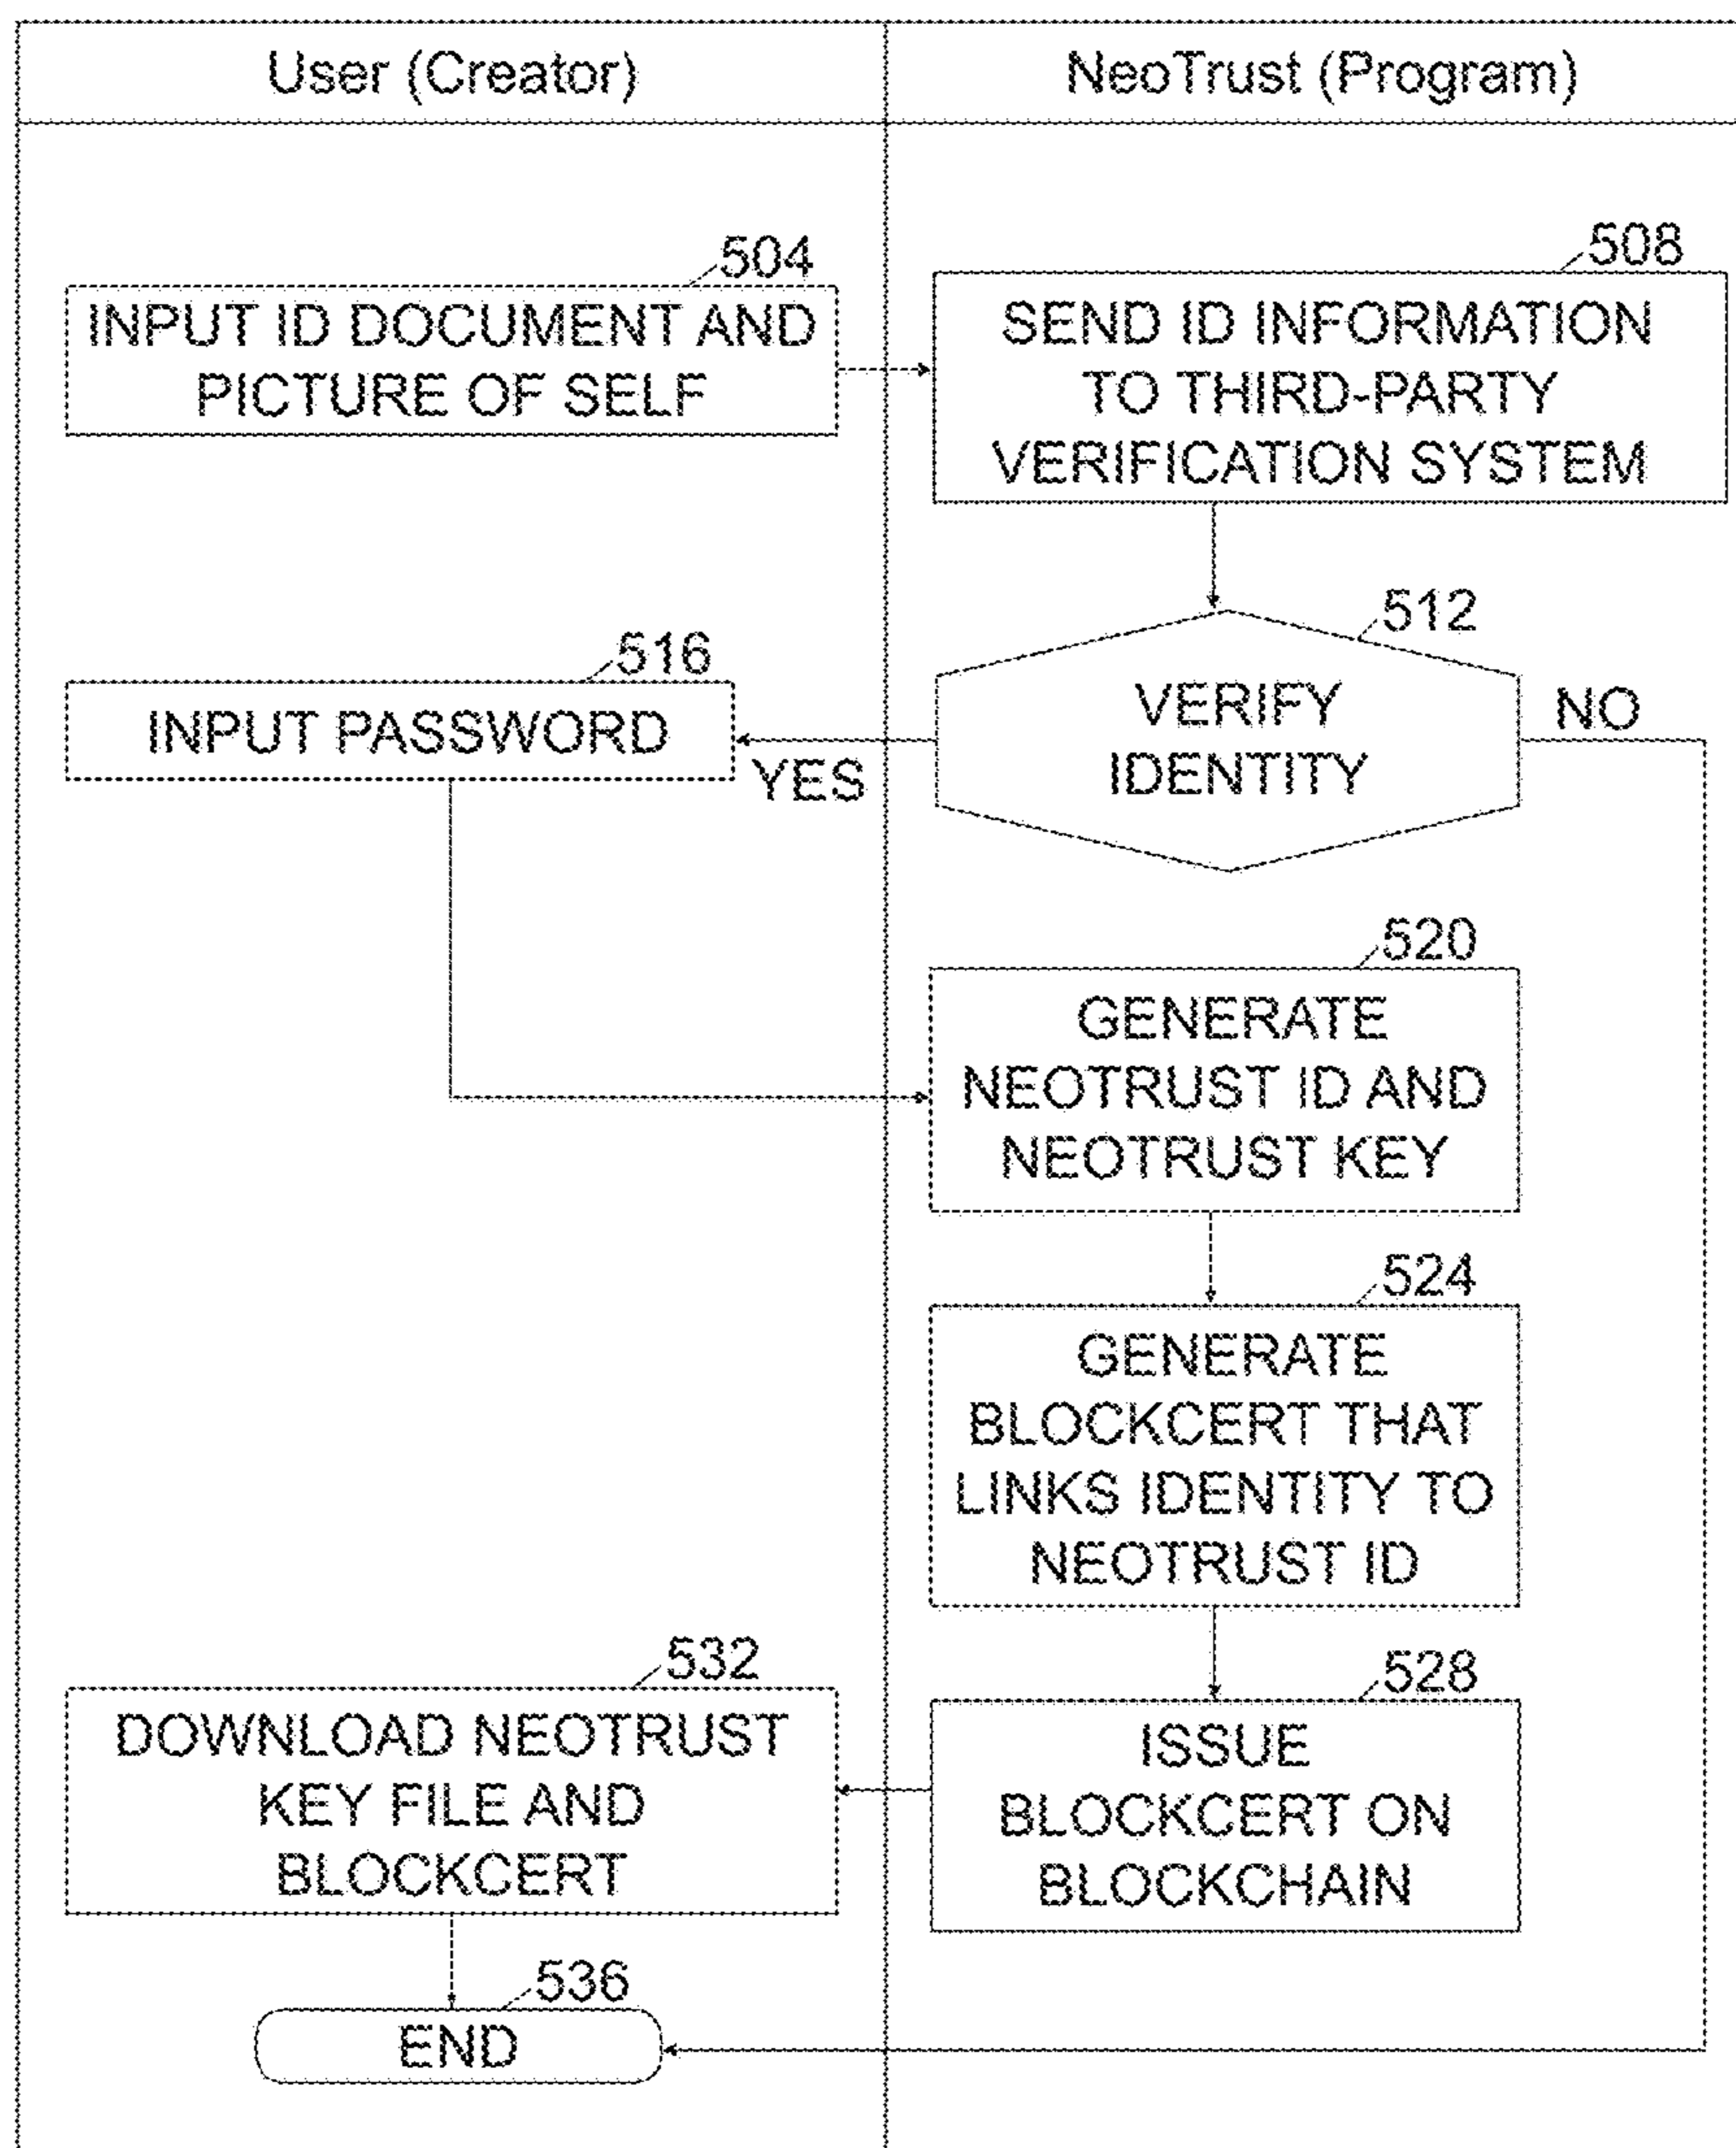 User (Creator)
NeoTrust (Program)
504
INPUT ID DOCUMENT AND
PICTURE OF SELF
508
SEND ID INFORMATION
TO THIRD-PARTY
VERIFICATION SYSTEM
512
VERIFY
IDENTITY
NO
YES
516
INPUT PASSWORD
520
GENERATE
NEOTRUST ID AND
NEOTRUST KEY
524
GENERATE
BLOCKCERT THAT
LINKS IDENTITY TO
NEOTRUST ID
528
ISSUE
BLOCKCERT ON
BLOCKCHAIN
532
DOWNLOAD NEOTRUST
KEY FILE AND
BLOCKCERT
536
END